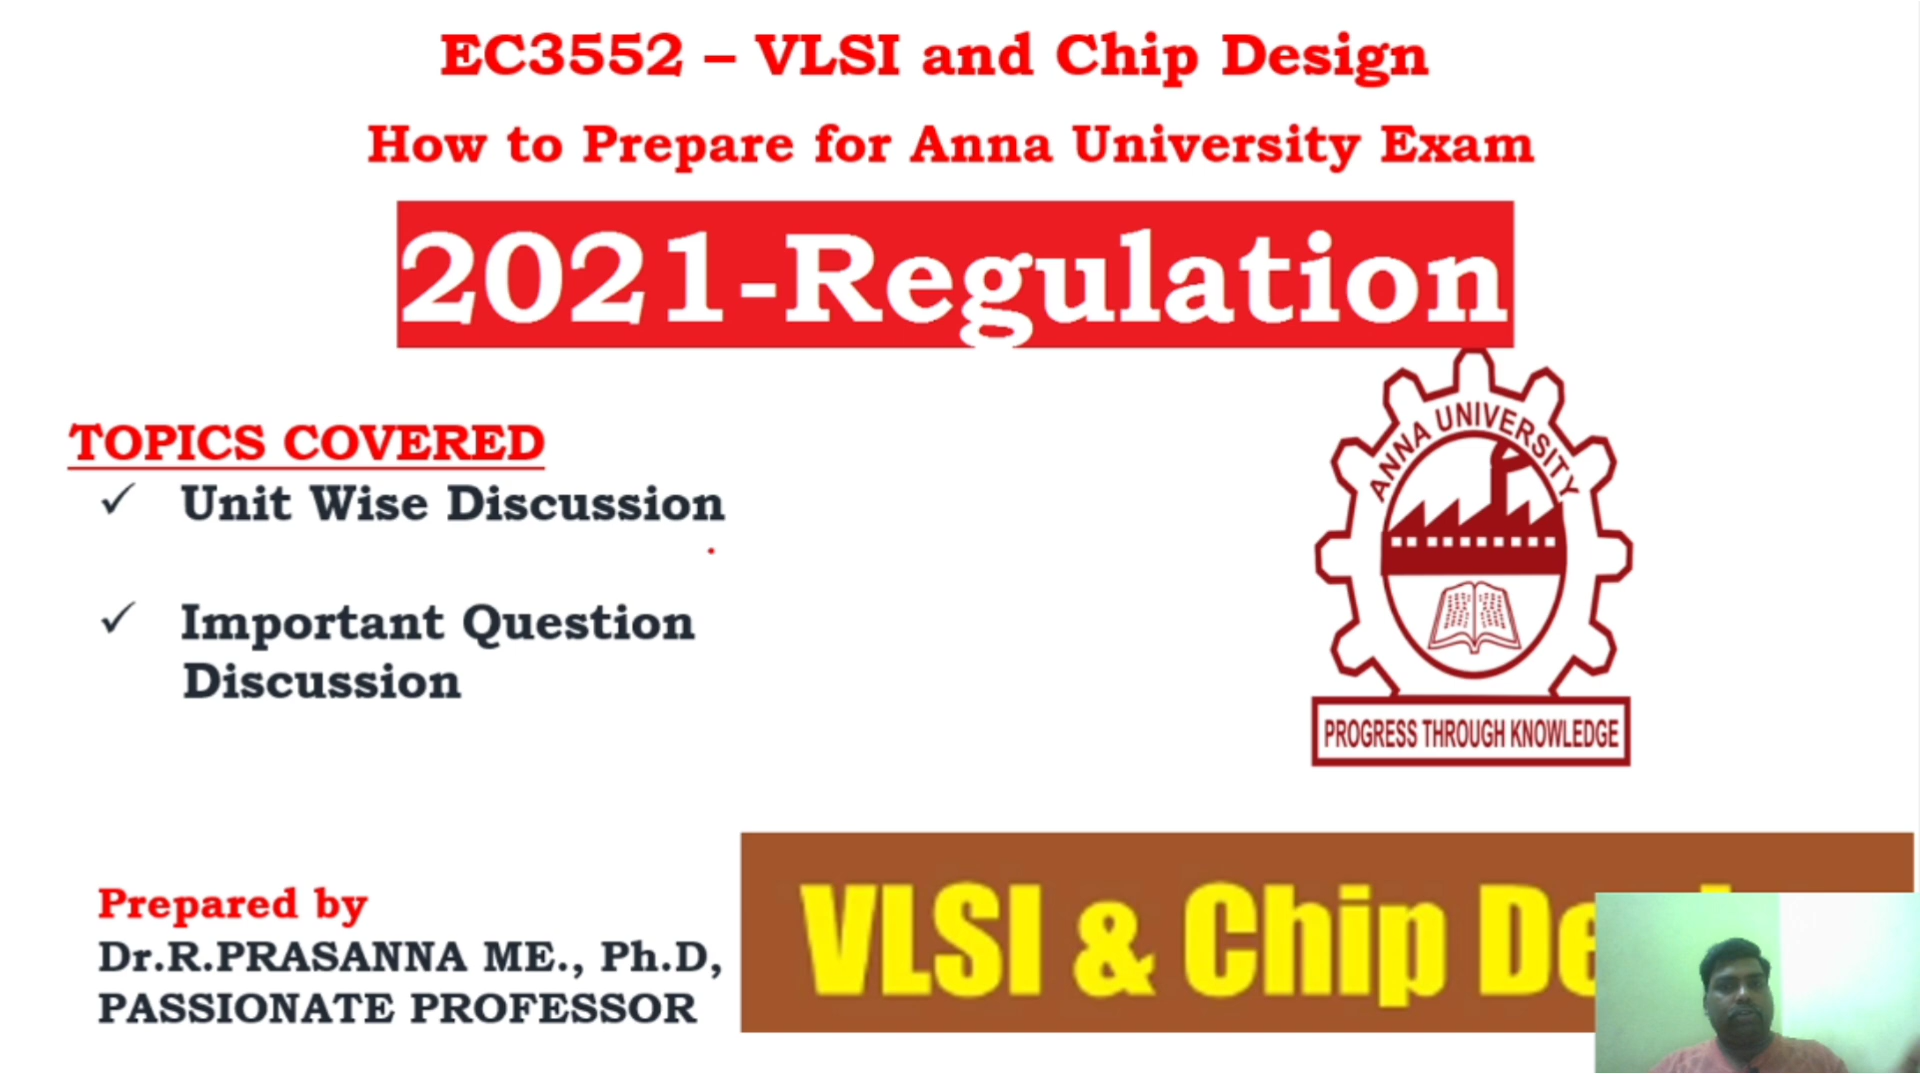 EC3552 – VLSI and Chip Design
How to Prepare for Anna University Exam
2021-Regulation
TOPICS COVERED
✓ Unit Wise Discussion
✓ Important Question
Discussion
ANNA UNIVERSITY
PROGRESS THROUGH KNOWLEDGE
Prepared by
Dr.R.PRASANNA ME., Ph.D,
PASSIONATE PROFESSOR
VLSI & Chip